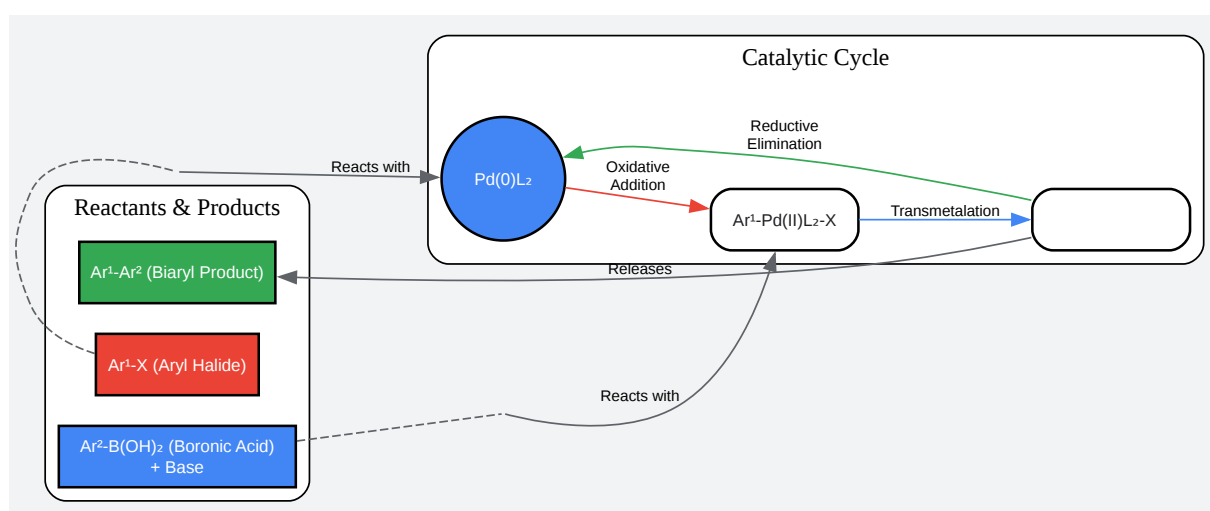 Catalytic Cycle
Reductive
Elimination
Oxidative
Addition
Reacts with
Pd(0)L₂
Ar¹-Pd(II)L₂-X
Transmetalation
Releases
Reactants & Products
Ar¹-Ar² (Biaryl Product)
Ar¹-X (Aryl Halide)
Reacts with
Ar²-B(OH)₂ (Boronic Acid)
+ Base